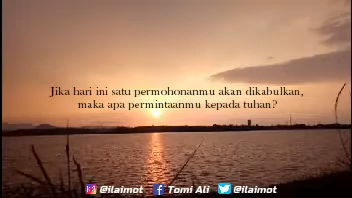 Jika hari ini satu permohonanmu akan dikabulkan,
maka apa permintaanmu kepada tuhan?
@ilaimot Tomi Ali @ilaimot